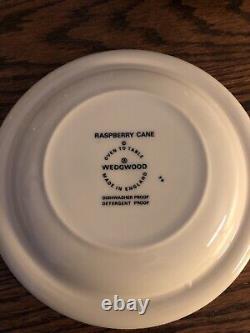 RASPBERRY CANE
©
OVEN TO TABLE
®
WEDGWOOD
MADE IN ENGLAND
DISHWASHER PROOF
DETERGENT PROOF